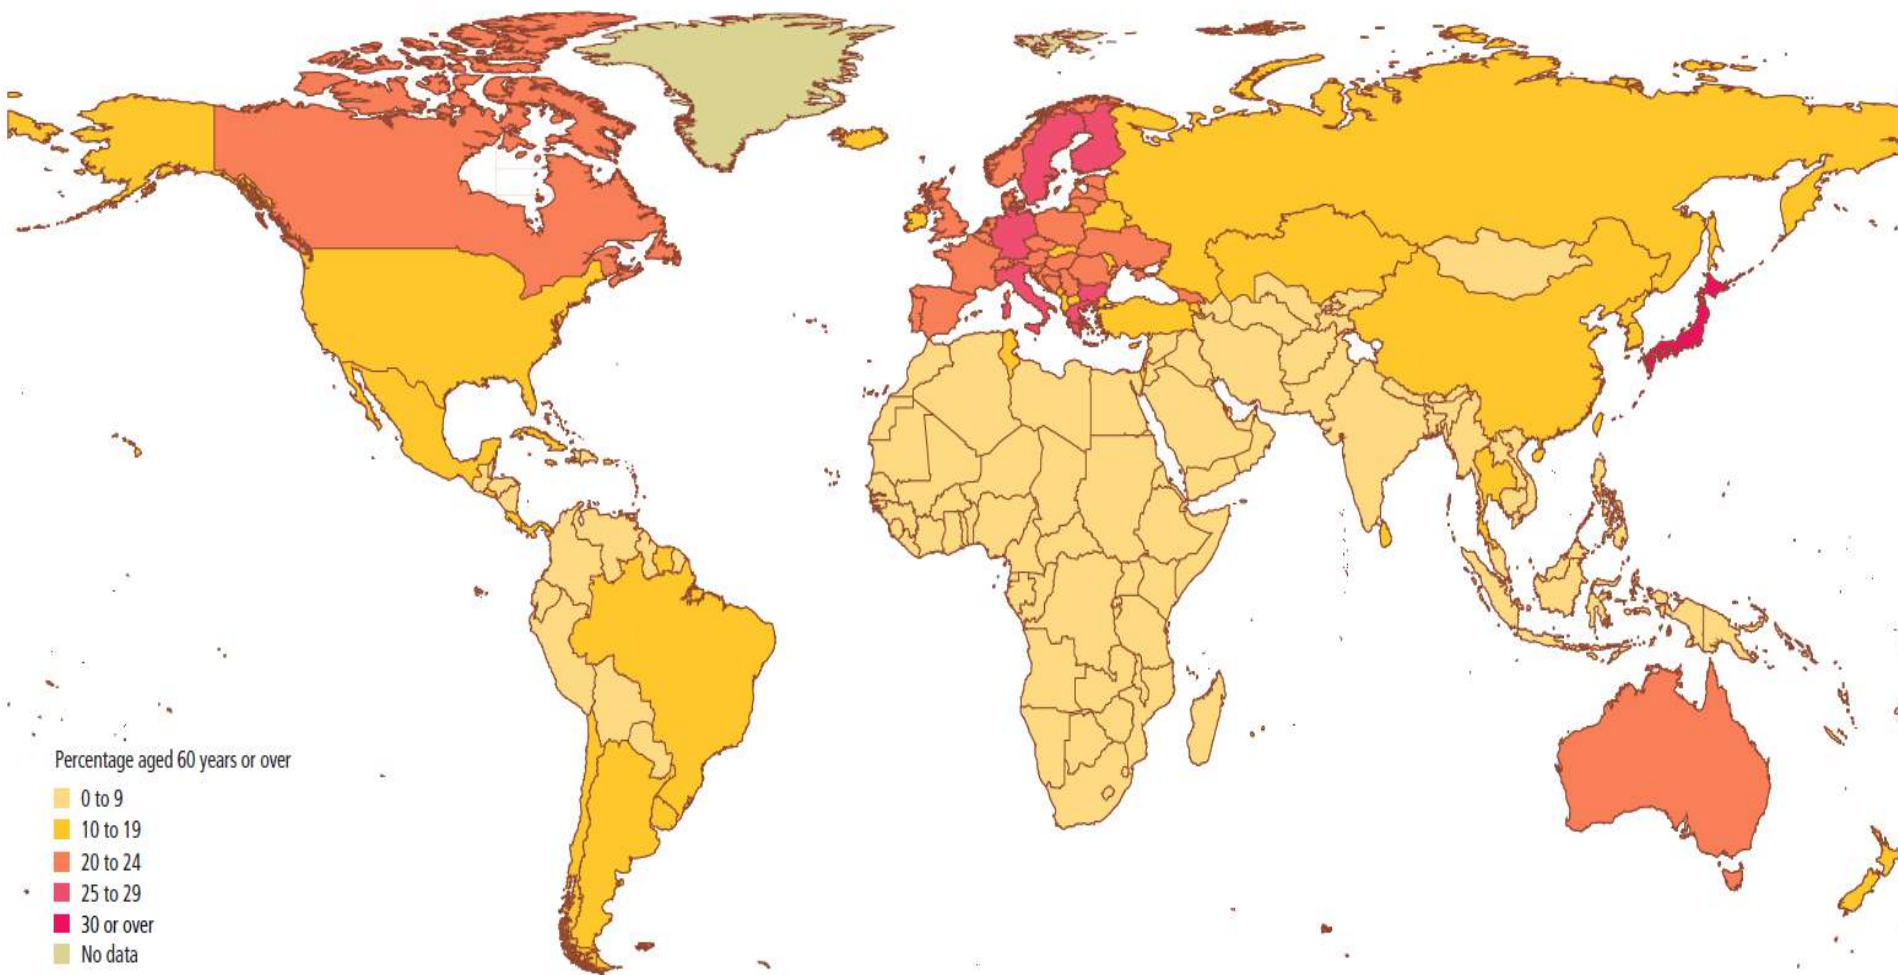 Percentage aged 60 years or over
0 to 9
10 to 19
20 to 24
25 to 29
30 or over
No data